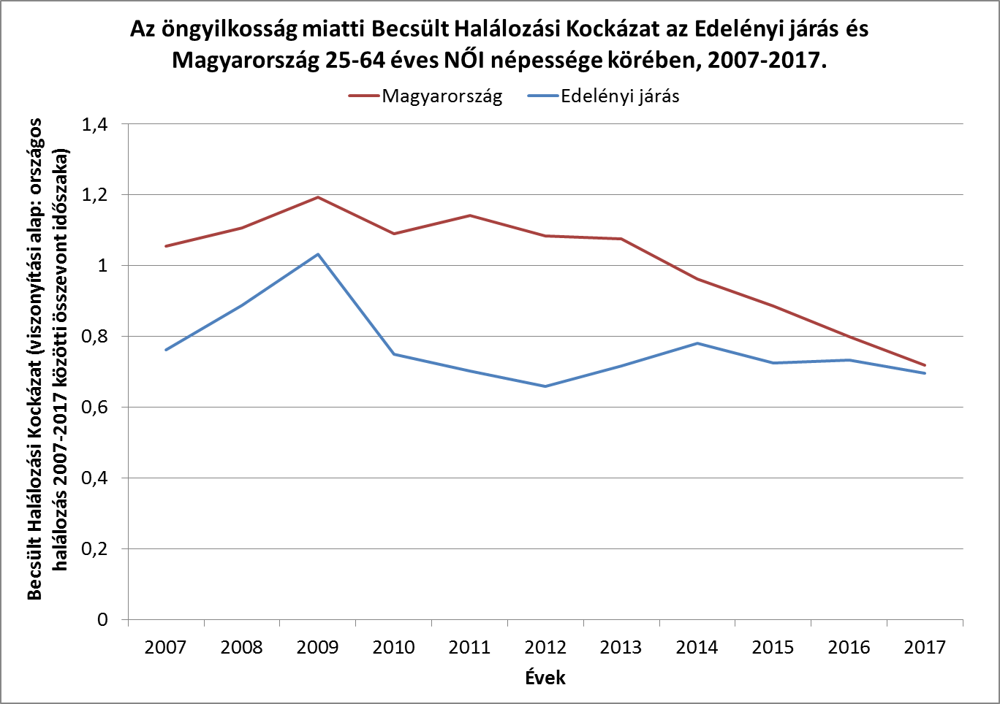 Az öngyilkosság miatti Becsült Halálozási Kockázat az Edelényi járás és
Magyarország 25-64 éves NŐI népessége körében, 2007-2017.
Magyarország Edelényi járás
Becsült Halálozási Kockázat (viszonyítási alap: országos
halálozás 2007-2017 közötti összevont időszaka)
1,4
1,2
1
0,8
0,6
0,4
0,2
0
2007 2008 2009 2010 2011 2012 2013 2014 2015 2016 2017
Évek